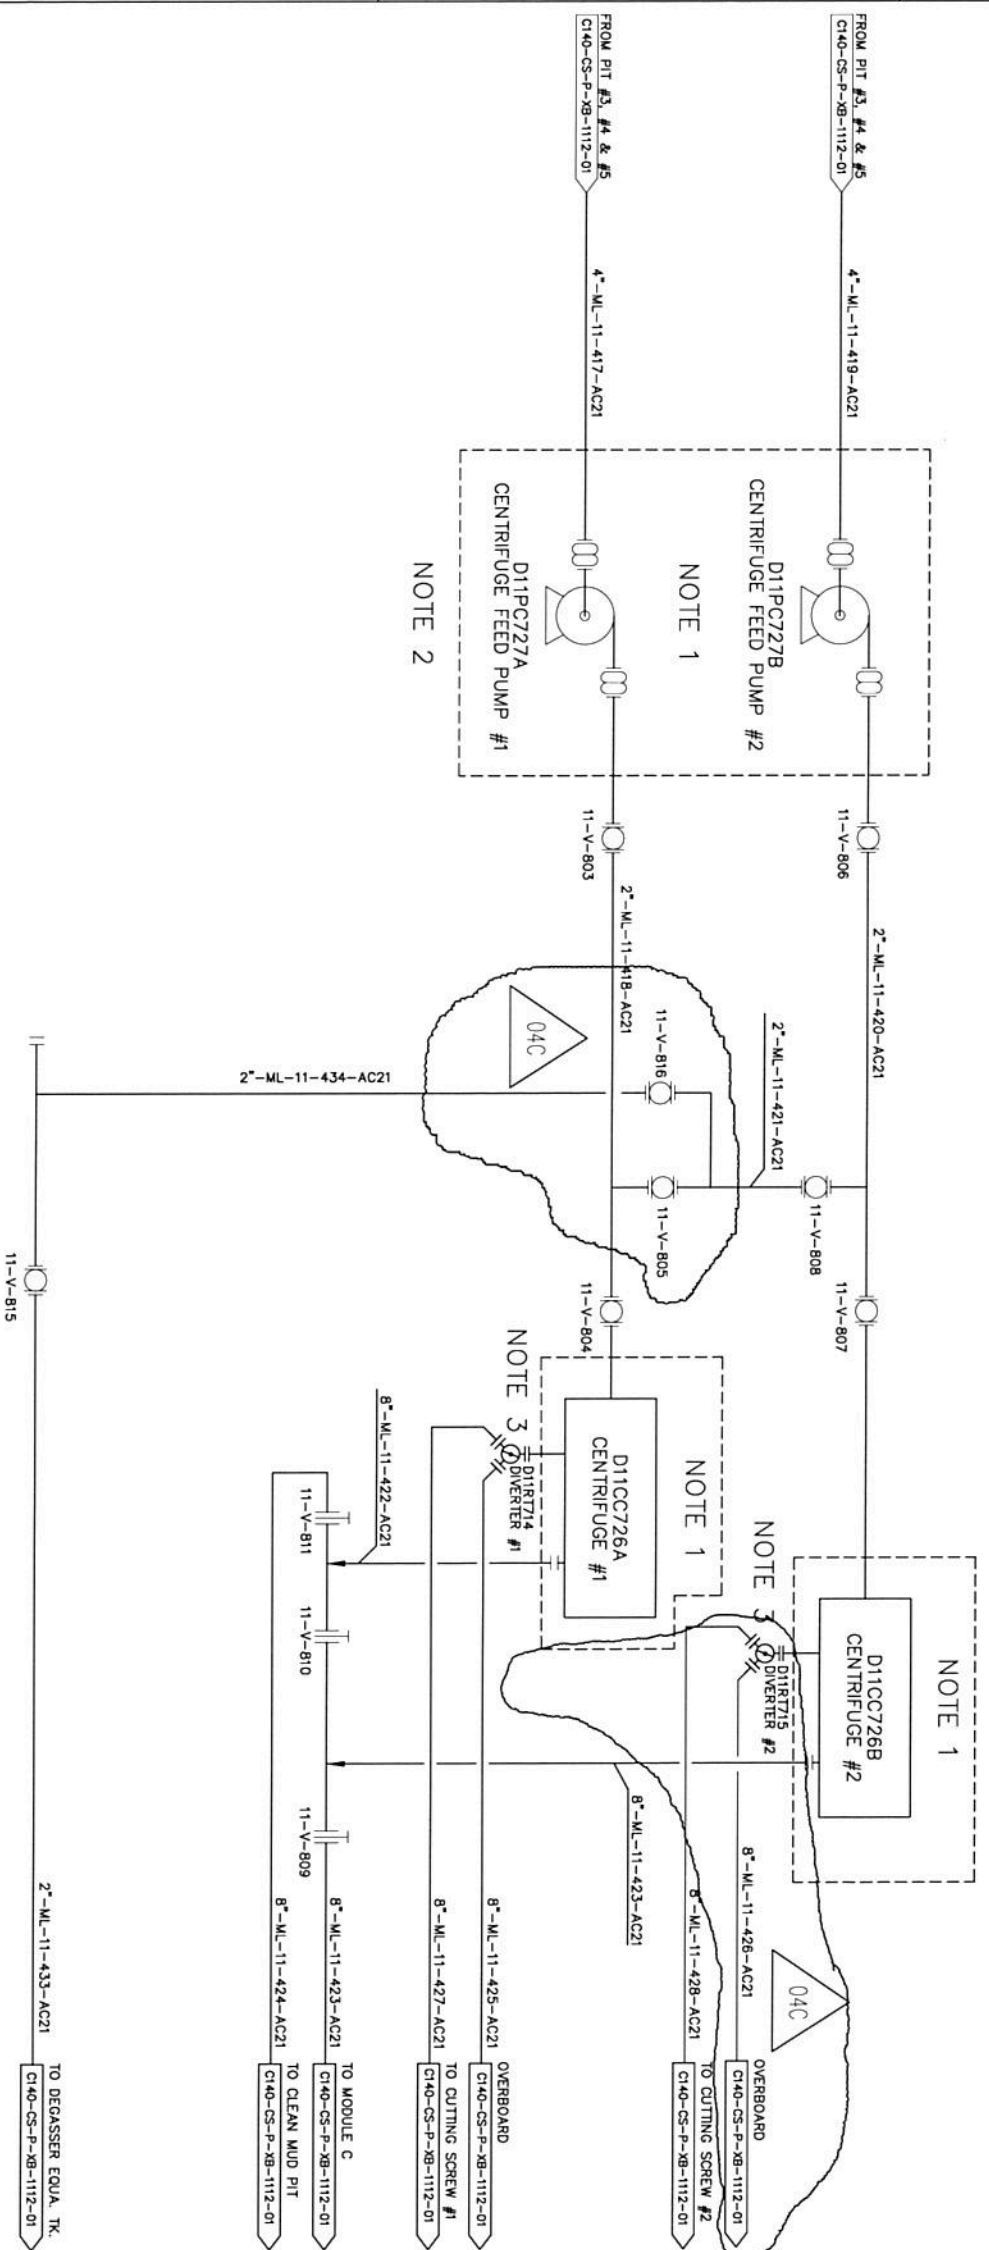 FROM PIT #3, #4 & #5
C140-CS-P-XB-1112-01
4"-ML-11-419-AC21
D11PC727B
CENTRIFUGE FEED PUMP #2
NOTE 1
11-V-806
2"-ML-11-420-AC21
11-V-807
NOTE 1
D11CC726B
CENTRIFUGE #2
NOTE 3
D11RT715
DIVERTER #2
8"-ML-11-426-AC21
OVERBOARD
C140-CS-P-XB-1112-01
04C
8"-ML-11-428-AC21
TO CUTTING SCREW #2
C140-CS-P-XB-1112-01
8"-ML-11-423-AC21
FROM PIT #3, #4 & #5
C140-CS-P-XB-1112-01
4"-ML-11-417-AC21
D11PC727A
CENTRIFUGE FEED PUMP #1
NOTE 2
11-V-803
2"-ML-11-418-AC21
04C
11-V-816
2"-ML-11-421-AC21
11-V-808
11-V-805
11-V-804
NOTE 1
D11CC726A
CENTRIFUGE #1
NOTE 3
D11RT714
DIVERTER #1
8"-ML-11-425-AC21
OVERBOARD
C140-CS-P-XB-1112-01
8"-ML-11-427-AC21
TO CUTTING SCREW #1
C140-CS-P-XB-1112-01
8"-ML-11-422-AC21
11-V-811
11-V-810
11-V-809
8"-ML-11-423-AC21
TO MODULE C
C140-CS-P-XB-1112-01
8"-ML-11-424-AC21
TO CLEAN MUD PIT
C140-CS-P-XB-1112-01
2"-ML-11-434-AC21
11-V-815
2"-ML-11-433-AC21
TO DEGASSER EQUA. TK.
C140-CS-P-XB-1112-01